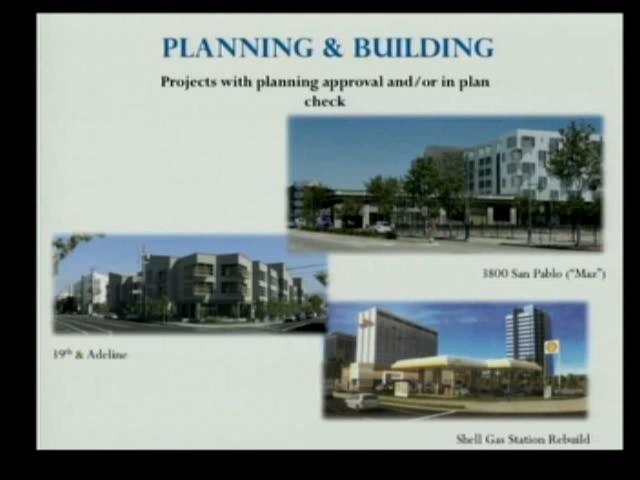 PLANNING & BUILDING
Projects with planning approval and/or in plan
check
3800 San Pablo ("Maz")
39th & Adeline
Shell Gas Station Rebuild